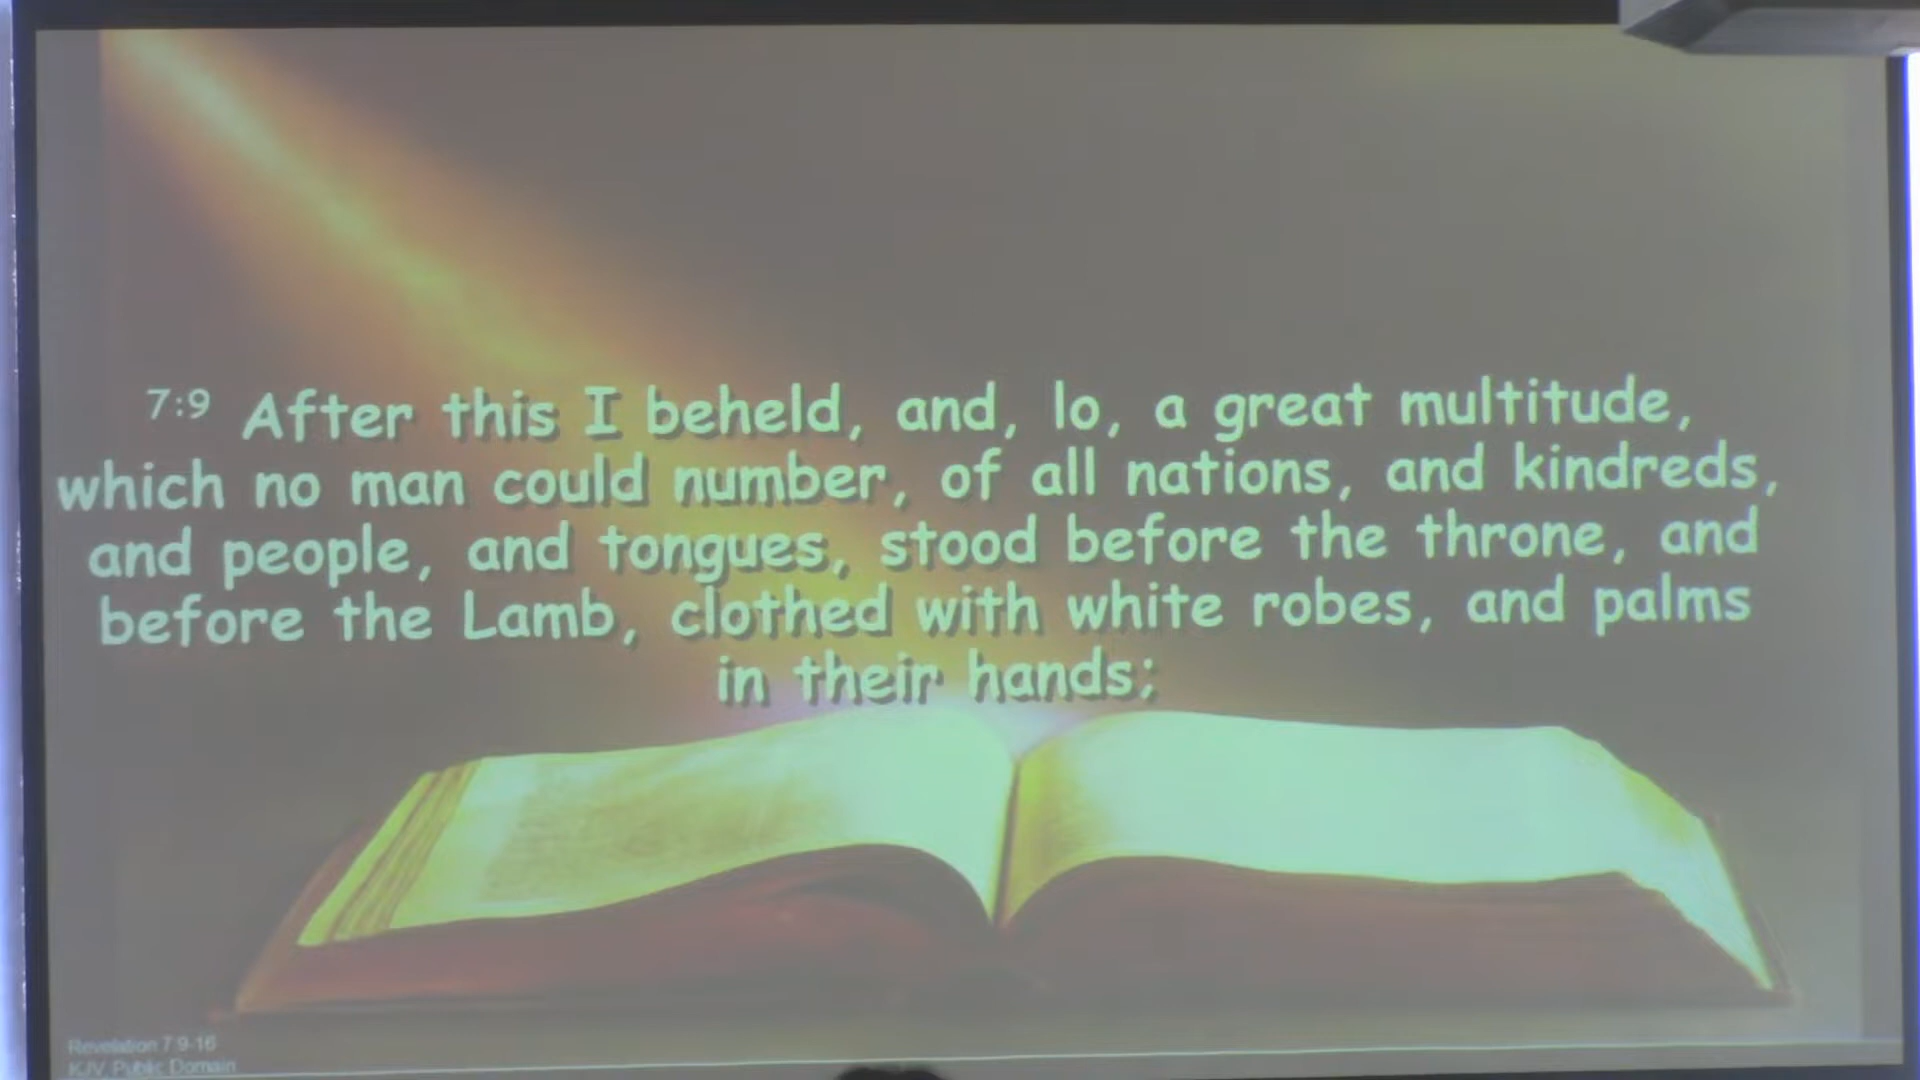 7:9 After this I beheld, and, lo, a great multitude,
which no man could number, of all nations, and kindreds,
and people, and tongues, stood before the throne, and
before the Lamb, clothed with white robes, and palms
in their hands;
Revelation 7:9-16
KJV Public Domain